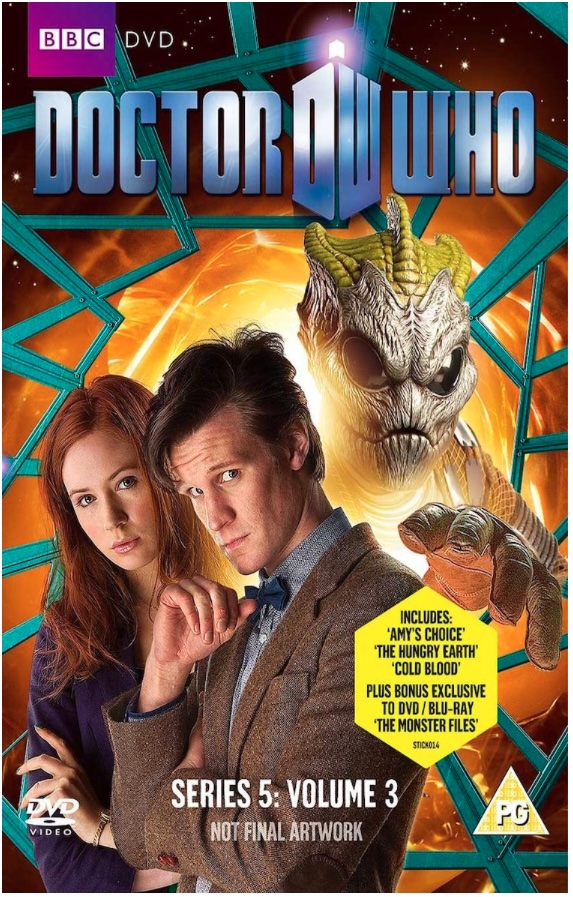 BBC DVD
DOCTOR DW WHO
INCLUDES:
'AMY'S CHOICE'
'THE HUNGRY EARTH'
'COLD BLOOD'
PLUS BONUS EXCLUSIVE
TO DVD / BLU-RAY
'THE MONSTER FILES'
STICK014
SERIES 5: VOLUME 3
NOT FINAL ARTWORK
DVD
VIDEO
PG